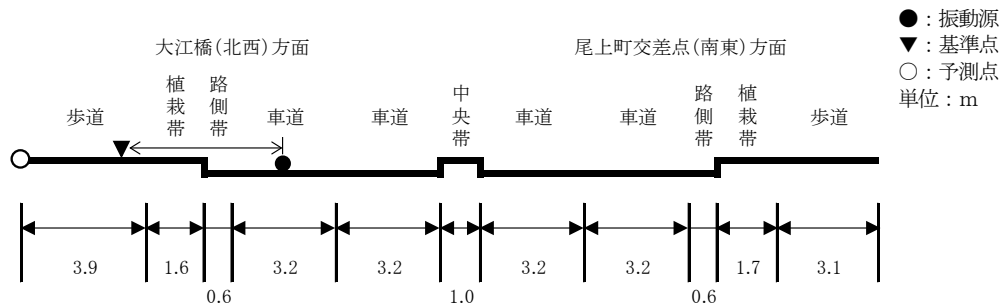 ●：振動源
▼：基準点
○：予測点
単位：m
大江橋(北西)方面
尾上町交差点(南東)方面
歩道
植栽帯
路側帯
車道
車道
中央帯
車道
車道
路側帯
植栽帯
歩道
3.9
1.6
0.6
3.2
3.2
1.0
3.2
3.2
0.6
1.7
3.1